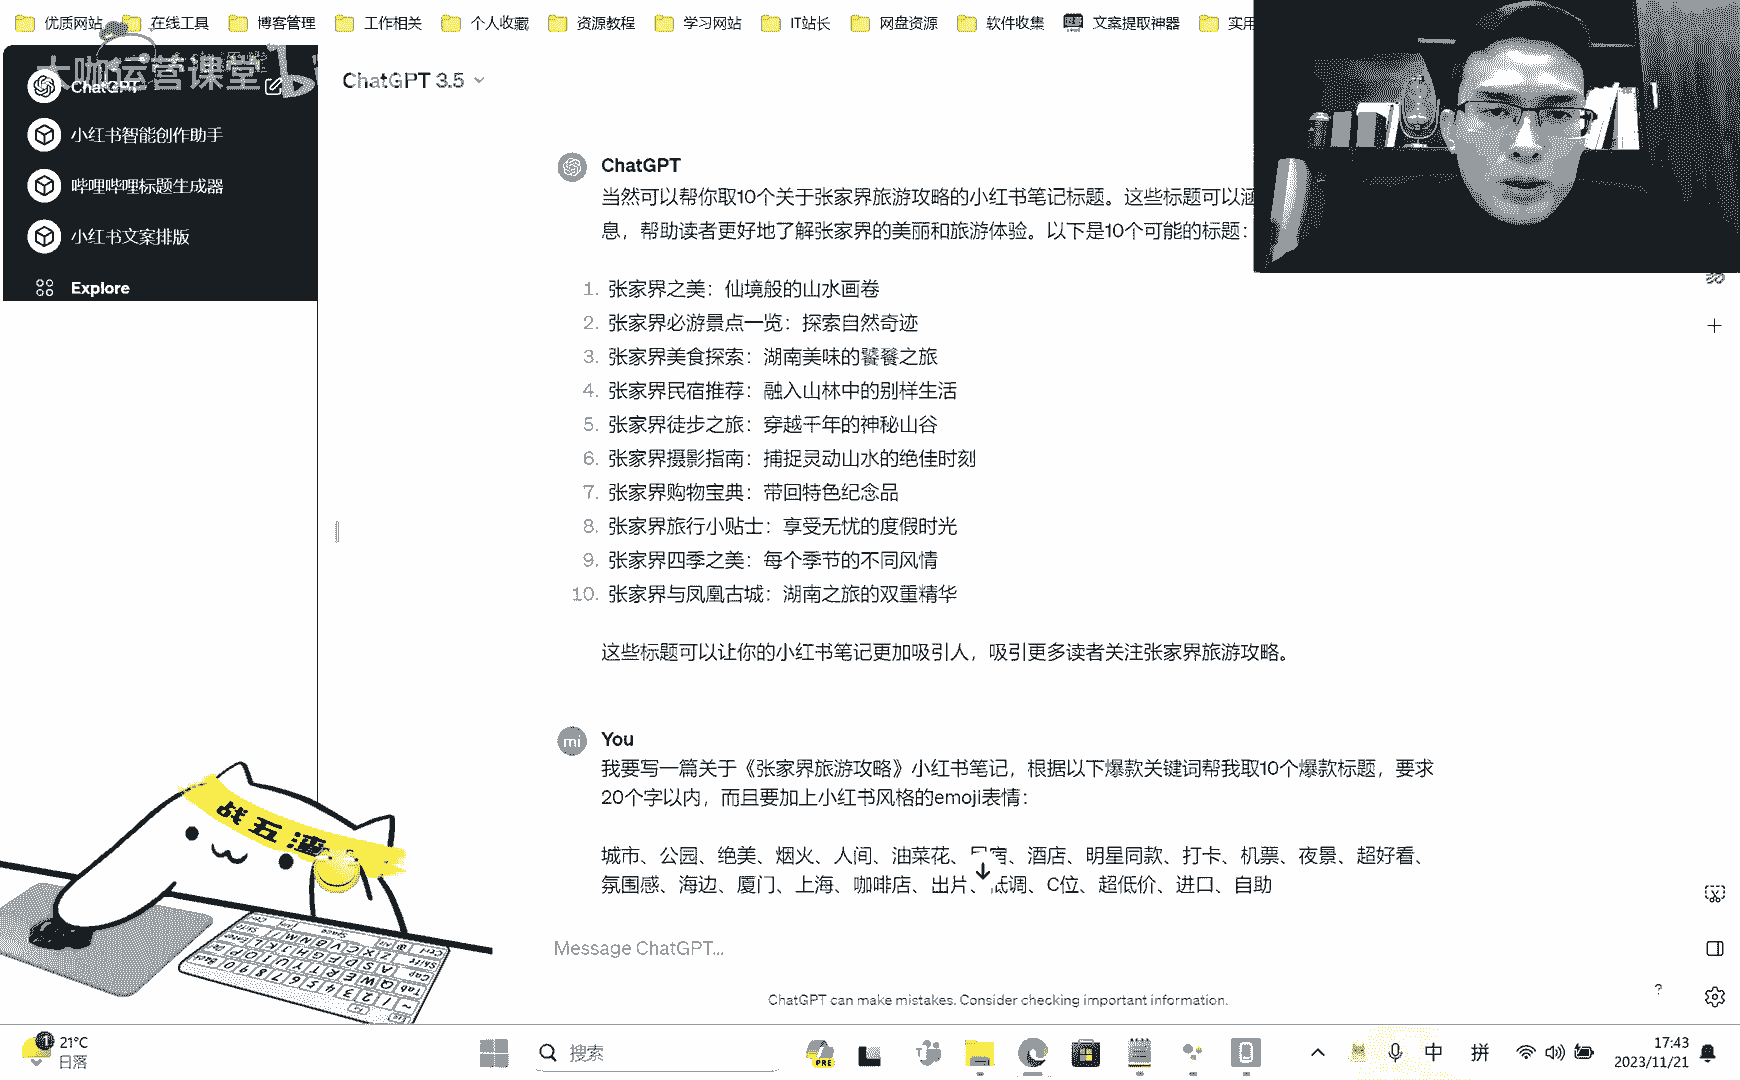 优质网站 在线工具 博客管理 工作相关 个人收藏 资源教程 学习网站 IT站长 网盘资源 软件收集 文案提取神器 实用
大咖运营课堂
ChatGPT
小红书智能创作助手
哔哩哔哩标题生成器
小红书文案排版
Explore
ChatGPT 3.5
ChatGPT
当然可以帮你取10个关于张家界旅游攻略的小红书笔记标题。这些标题可以涵
息，帮助读者更好地了解张家界的美丽和旅游体验。以下是10个可能的标题：
1. 张家界之美：仙境般的山水画卷
2. 张家界必游景点一览：探索自然奇迹
3. 张家界美食探索：湖南美味的饕餮之旅
4. 张家界民宿推荐：融入山林中的别样生活
5. 张家界徒步之旅：穿越千年的神秘山谷
6. 张家界摄影指南：捕捉灵动山水的绝佳时刻
7. 张家界购物宝典：带回特色纪念品
8. 张家界旅行小贴士：享受无忧的度假时光
9. 张家界四季之美：每个季节的不同风情
10. 张家界与凤凰古城：湖南之旅的双重精华
这些标题可以让你的小红书笔记更加吸引人，吸引更多读者关注张家界旅游攻略。
mi
You
我要写一篇关于《张家界旅游攻略》小红书笔记，根据以下爆款关键词帮我取10个爆款标题，要求
20个字以内，而且要加上小红书风格的emoji表情：
城市、公园、绝美、烟火、人间、油菜花、、酒店、明星同款、打卡、机票、夜景、超好看、
氛围感、海边、厦门、上海、咖啡店、出片、低调、C位、超低价、进口、自助
Message ChatGPT...
ChatGPT can make mistakes. Consider checking important information.
?
战五渣
21°C
日落
搜索
PRE
中
拼
17:43
2023/11/21